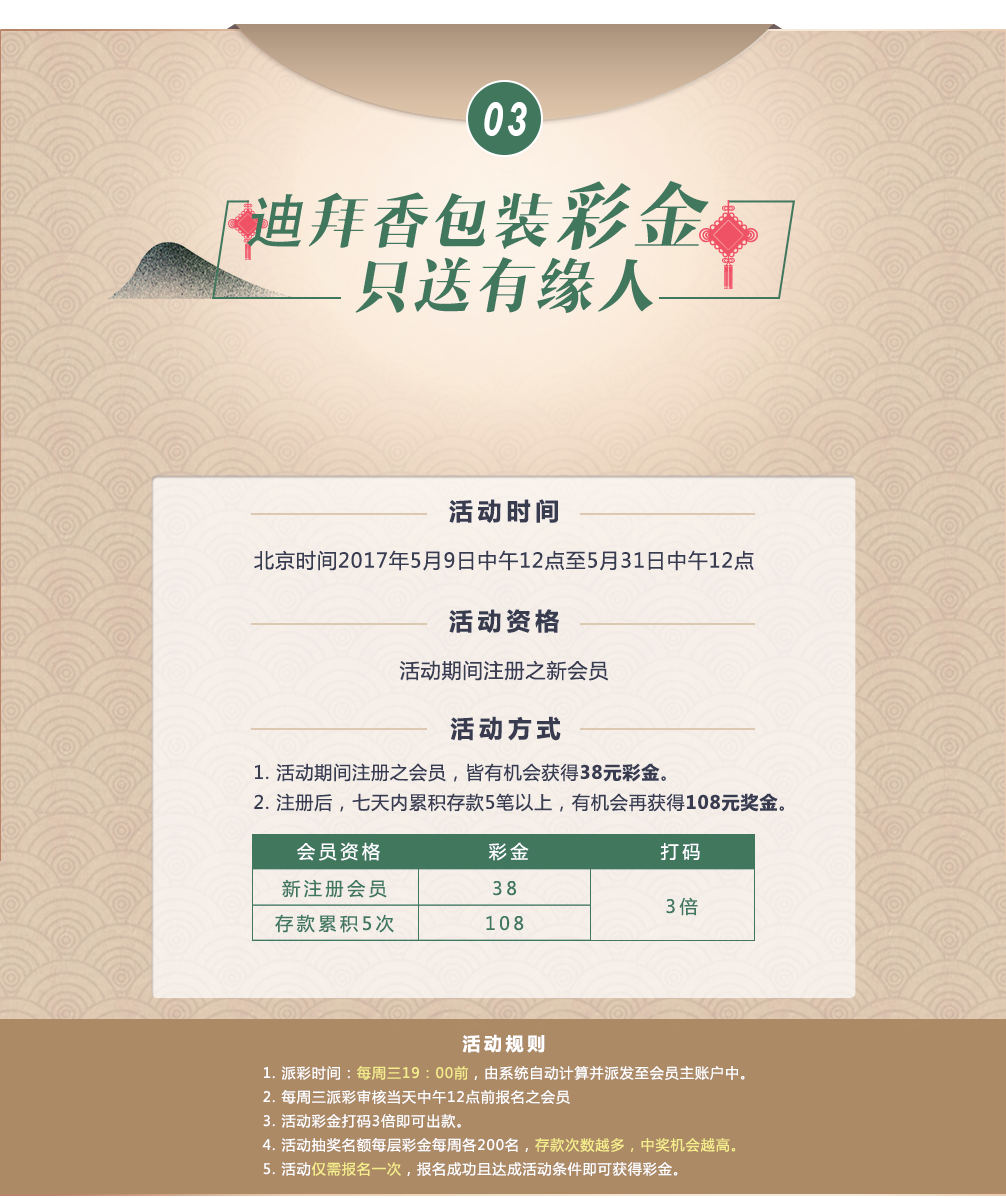 03
迪拜香包装彩金
只送有缘人
活动时间
北京时间2017年5月9日中午12点至5月31日中午12点
活动资格
活动期间注册之新会员
活动方式
1. 活动期间注册之会员，皆有机会获得38元彩金。
2. 注册后，七天内累积存款5笔以上，有机会再获得108元奖金。
会员资格 彩金 打码
新注册会员 38
3倍
存款累积5次 108
活动规则
1. 派彩时间：每周三19：00前，由系统自动计算并派发至会员主账户中。
2. 每周三派彩审核当天中午12点前报名之会员
3. 活动彩金打码3倍即可出款。
4. 活动抽奖名额每层彩金每周各200名，存款次数越多，中奖机会越高。
5. 活动仅需报名一次，报名成功且达成活动条件即可获得彩金。